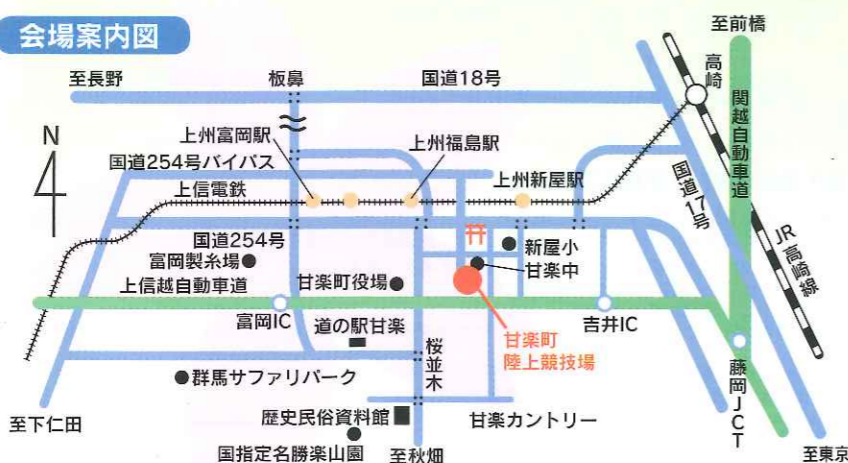 会場案内図
至前橋
至長野
板鼻
国道18号
高崎
関越自動車道
N
上州富岡駅
上州福島駅
国道254号バイパス
上信電鉄
上州新屋駅
国道17号
JR高崎線
国道254号
新屋小
富岡製糸場
甘楽町役場
甘楽中
上信越自動車道
富岡IC
道の駅甘楽
甘楽町
陸上競技場
吉井IC
桜並木
群馬サファリパーク
藤岡JCT
至下仁田
歴史民俗資料館
甘楽カントリー
国指定名勝楽山園
至秋畑
至東京